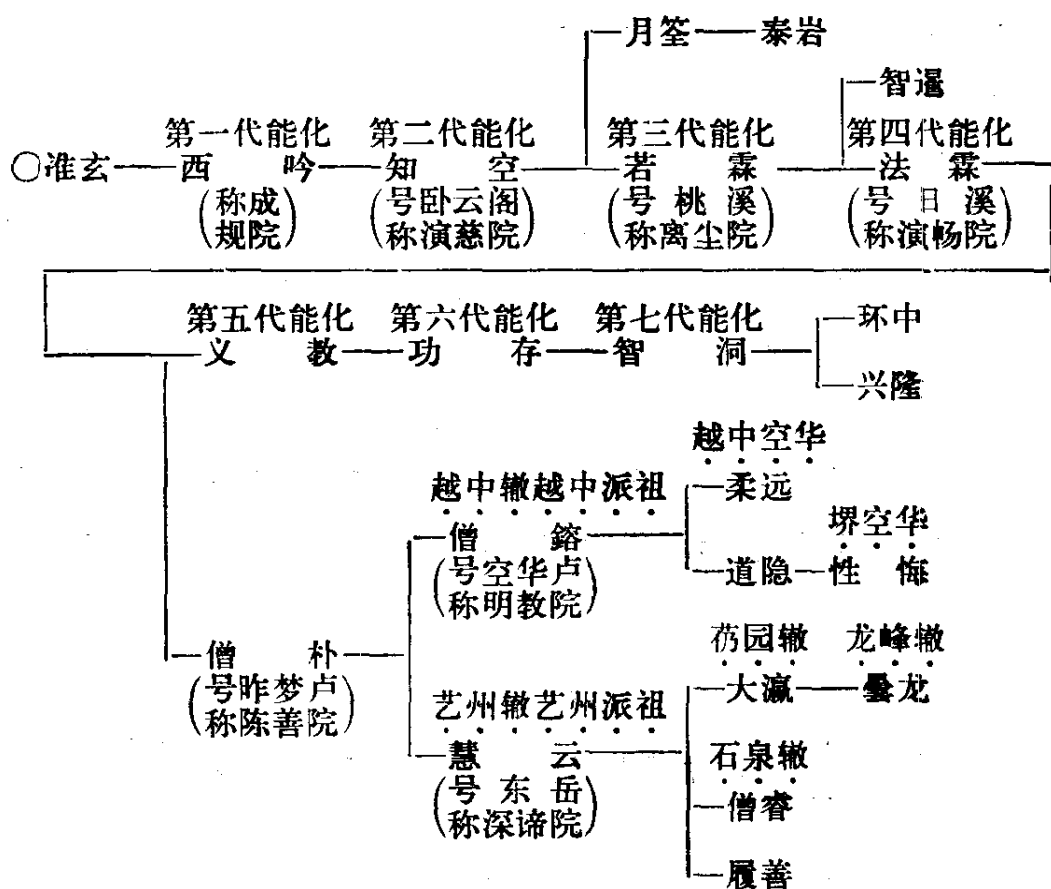 月筌——泰岩
智暹
第一代能化 第二代能化 第三代能化 第四代能化
○淮玄——西吟——知空——若霖——法霖
(称成规院) (号卧云阁称演慈院) (号桃溪称离尘院) (号日溪称演畅院)
第五代能化 第六代能化 第七代能化
义教——功存——智洞
环中
兴隆
越中空华
越中辙越中派祖
柔远
堺空华
僧鎔
(号空华卢称明教院)
道隐—性悔
僧朴
(号昨梦卢称陈善院)
艿园辙 龙峰辙
大瀛——曇龙
艺州辙艺州派祖
石泉辙
慧云
(号东岳称深谛院)
僧睿
履善